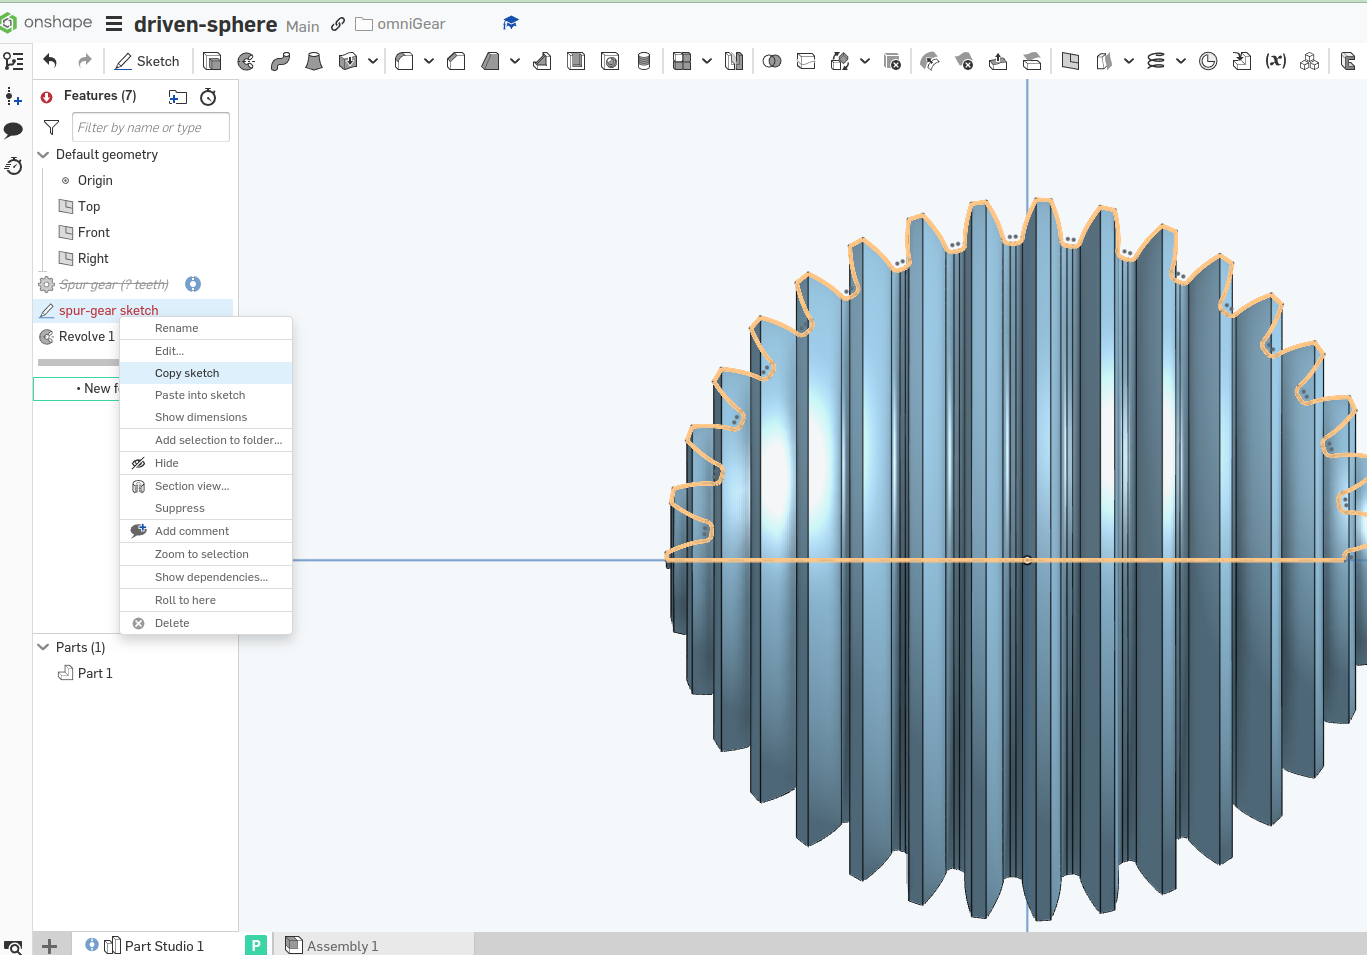 onshape driven-sphere Main omniGear
Sketch (x)
Features (7)
Filter by name or type
Default geometry
Origin
Top
Front
Right
Spur gear (? teeth)
spur-gear sketch
Revolve 1
New f
Rename
Edit...
Copy sketch
Paste into sketch
Show dimensions
Add selection to folder...
Hide
Section view...
Suppress
Add comment
Zoom to selection
Show dependencies...
Roll to here
Delete
Parts (1)
Part 1
Part Studio 1 P Assembly 1